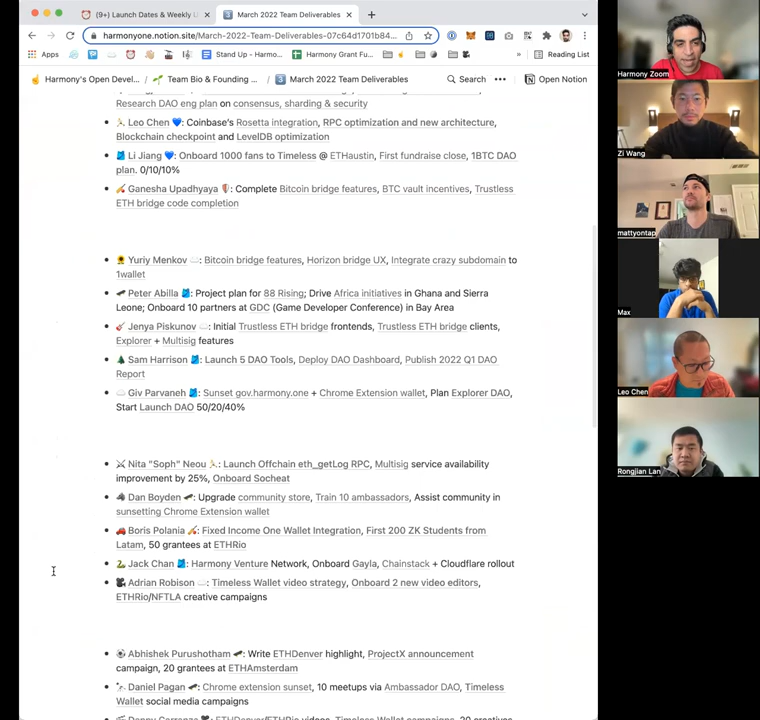 (9+) Launch Dates & Weekly U
March 2022 Team Deliverables
harmonyone.notion.site/March-2022-Team-Deliverables-07c64d1701b84...
Apps
Stand Up - Harmo...
Harmony Grant Fu...
»
Reading List
Harmony's Open Devel... / Team Bio & Founding ... / March 2022 Team Deliverables
Search
Open Notion
Research DAO eng plan on consensus, sharding & security
Leo Chen 💙: Coinbase's Rosetta integration, RPC optimization and new architecture,
Blockchain checkpoint and LevelDB optimization
Li Jiang 💙: Onboard 1000 fans to Timeless @ ETHaustin, First fundraise close, 1BTC DAO
plan. 0/10/10%
Ganesha Upadhyaya : Complete Bitcoin bridge features, BTC vault incentives, Trustless
ETH bridge code completion
Yuriy Menkov : Bitcoin bridge features, Horizon bridge UX, Integrate crazy subdomain to
1wallet
Peter Abilla : Project plan for 88 Rising; Drive Africa initiatives in Ghana and Sierra
Leone; Onboard 10 partners at GDC (Game Developer Conference) in Bay Area
Jenya Piskunov : Initial Trustless ETH bridge frontends, Trustless ETH bridge clients,
Explorer + Multisig features
Sam Harrison : Launch 5 DAO Tools, Deploy DAO Dashboard, Publish 2022 Q1 DAO
Report
Giv Parvaneh : Sunset gov.harmony.one + Chrome Extension wallet, Plan Explorer DAO,
Start Launch DAO 50/20/40%
Nita "Soph" Neou : Launch Offchain eth_getLog RPC, Multisig service availability
improvement by 25%, Onboard Socheat
Dan Boyden : Upgrade community store, Train 10 ambassadors, Assist community in
sunsetting Chrome Extension wallet
Boris Polania : Fixed Income One Wallet Integration, First 200 ZK Students from
Latam, 50 grantees at ETHRio
Jack Chan : Harmony Venture Network, Onboard Gayla, Chainstack + Cloudflare rollout
Adrian Robison : Timeless Wallet video strategy, Onboard 2 new video editors,
ETHRio/NFTLA creative campaigns
Abhishek Purushotham : Write ETHDenver highlight, ProjectX announcement
campaign, 20 grantees at ETHAmsterdam
Daniel Pagan : Chrome extension sunset, 10 meetups via Ambassador DAO, Timeless
Wallet social media campaigns
Harmony Zoom
Zi Wang
mattyontap
Max
Leo Chen
Rongjian Lan